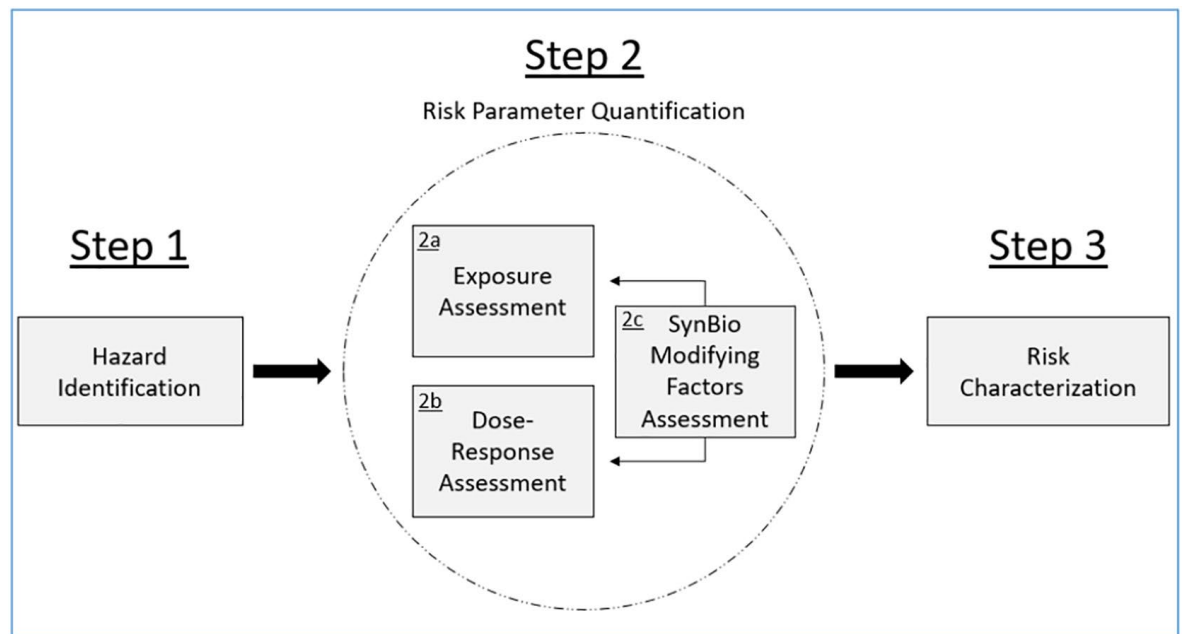 Step 2
Risk Parameter Quantification
Step 1
Hazard
Identification
2a
Exposure
Assessment
2b
Dose-
Response
Assessment
2c SynBio
Modifying
Factors
Assessment
Step 3
Risk
Characterization